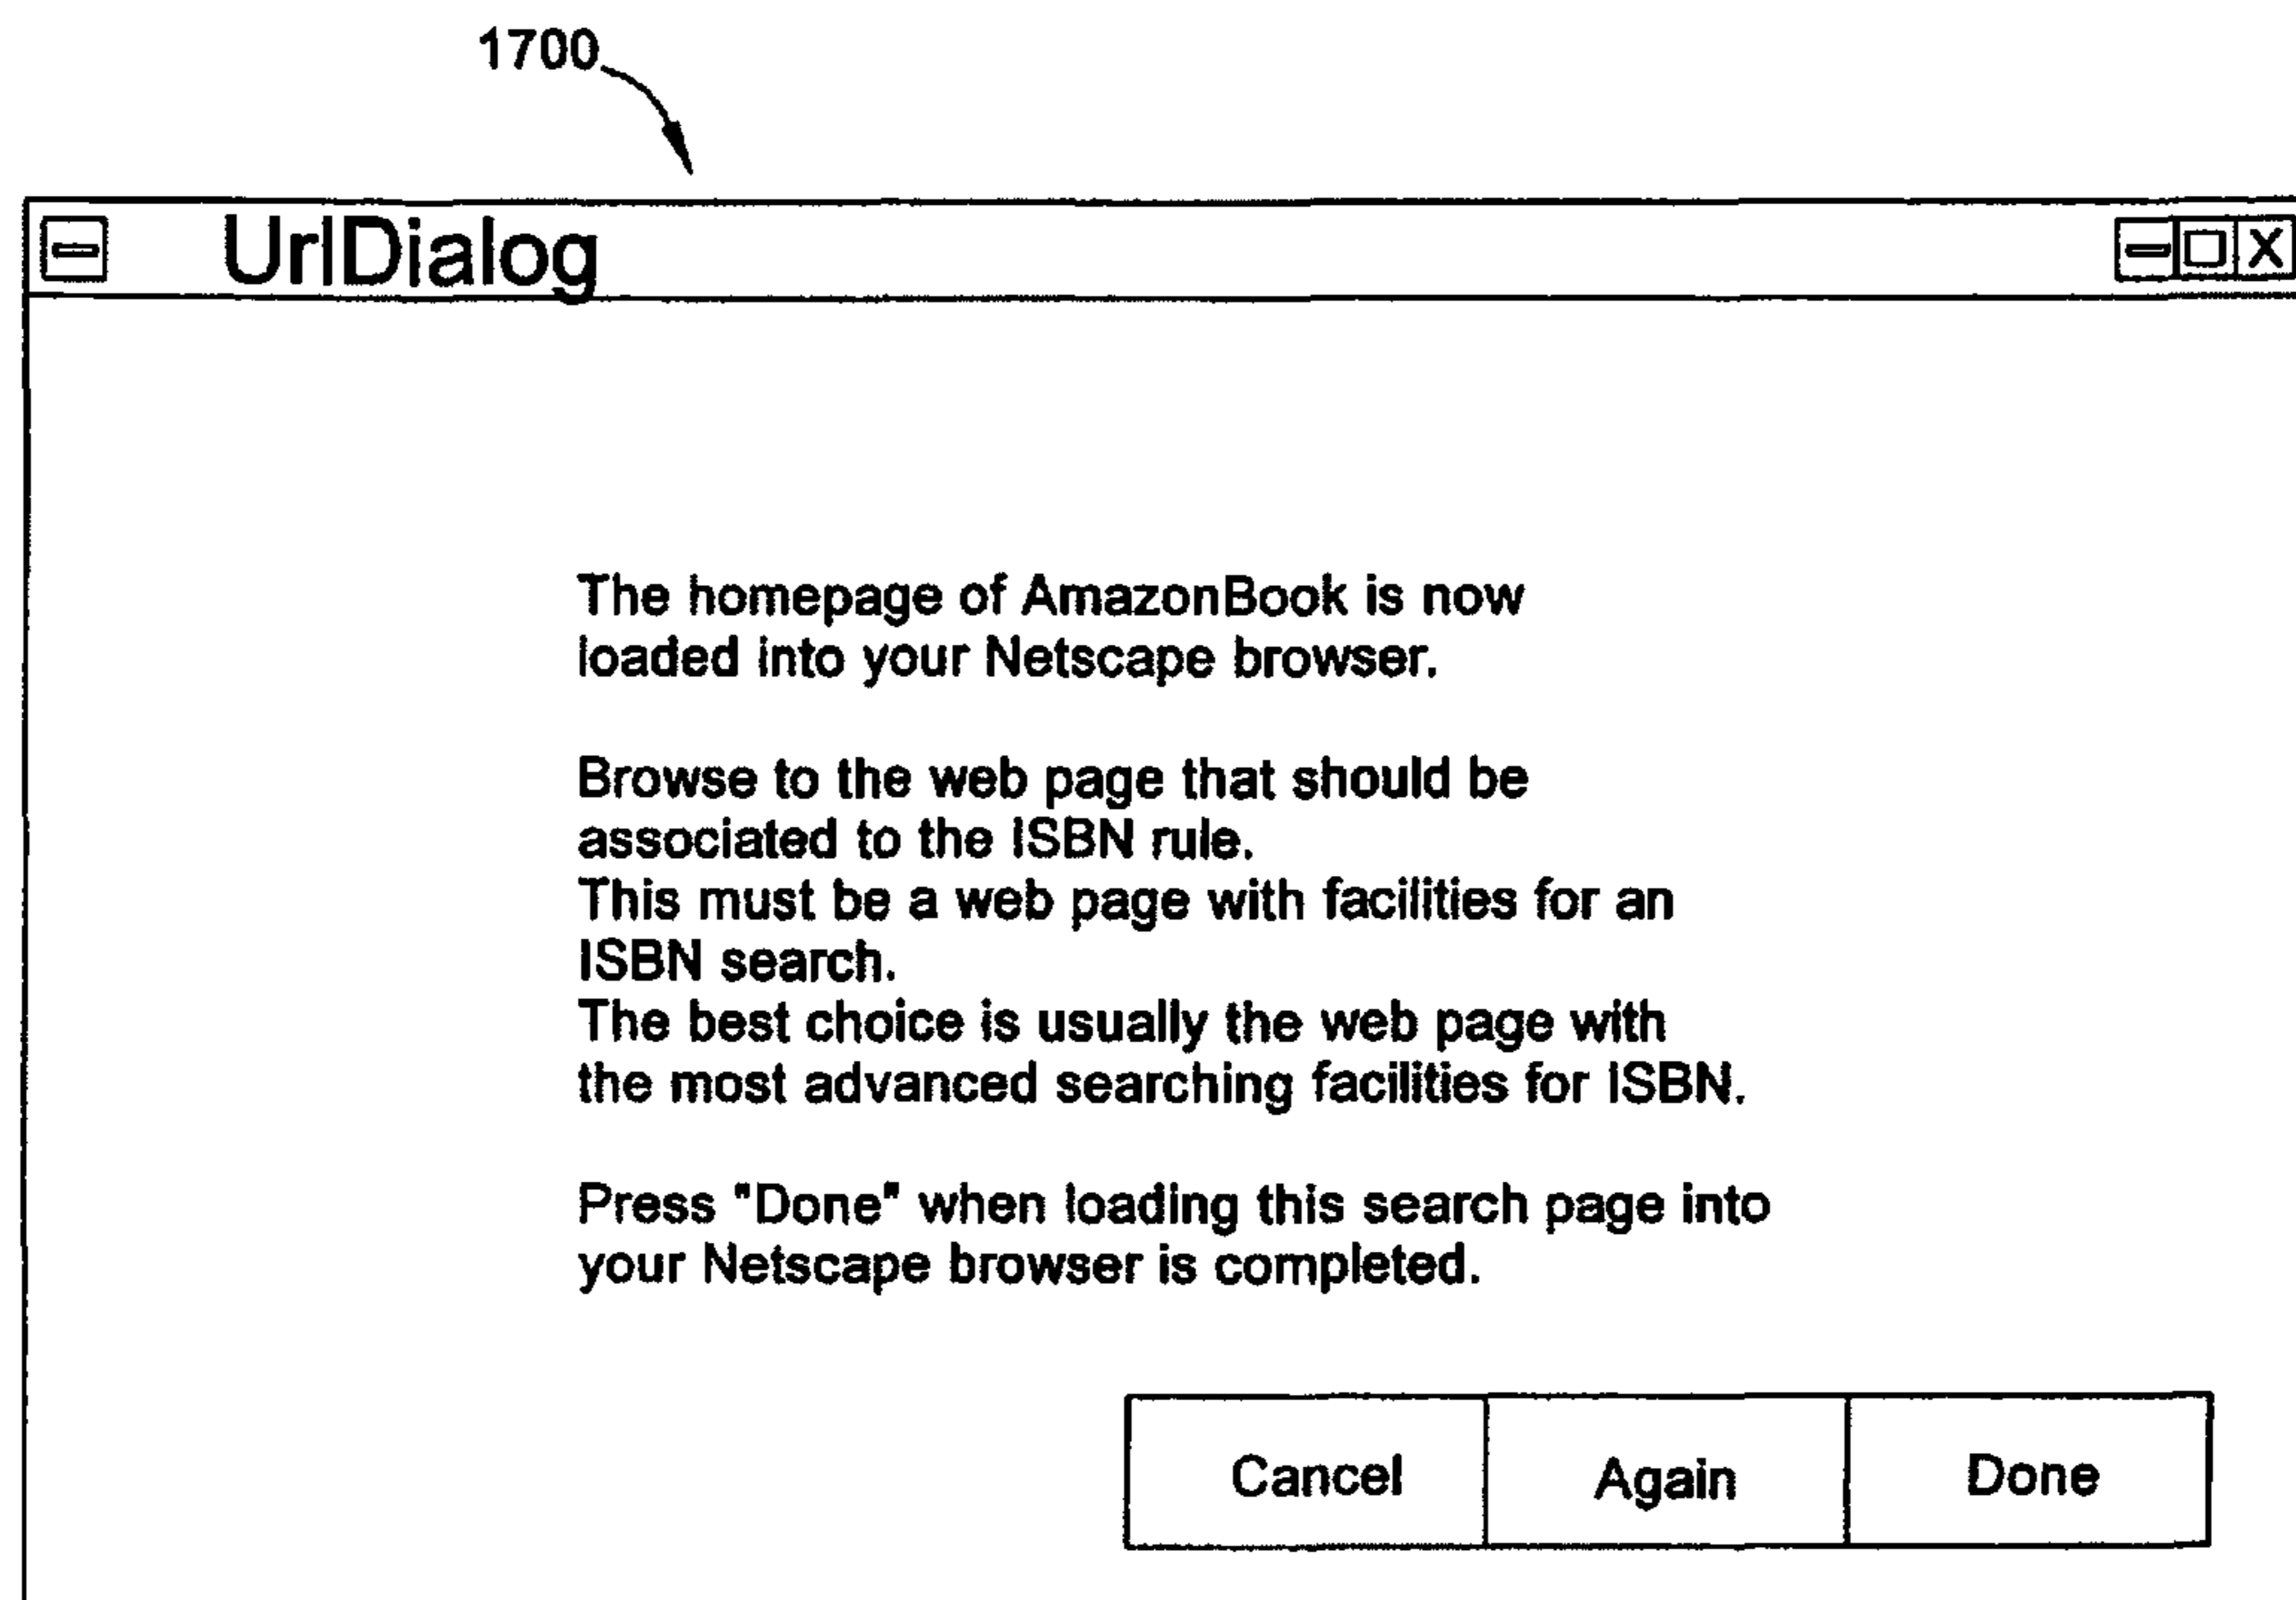 1700
UrlDialog
X
The homepage of AmazonBook is now
loaded into your Netscape browser.
Browse to the web page that should be
associated to the ISBN rule.
This must be a web page with facilities for an
ISBN search.
The best choice is usually the web page with
the most advanced searching facilities for ISBN.
Press "Done" when loading this search page into
your Netscape browser is completed.
Cancel Again Done